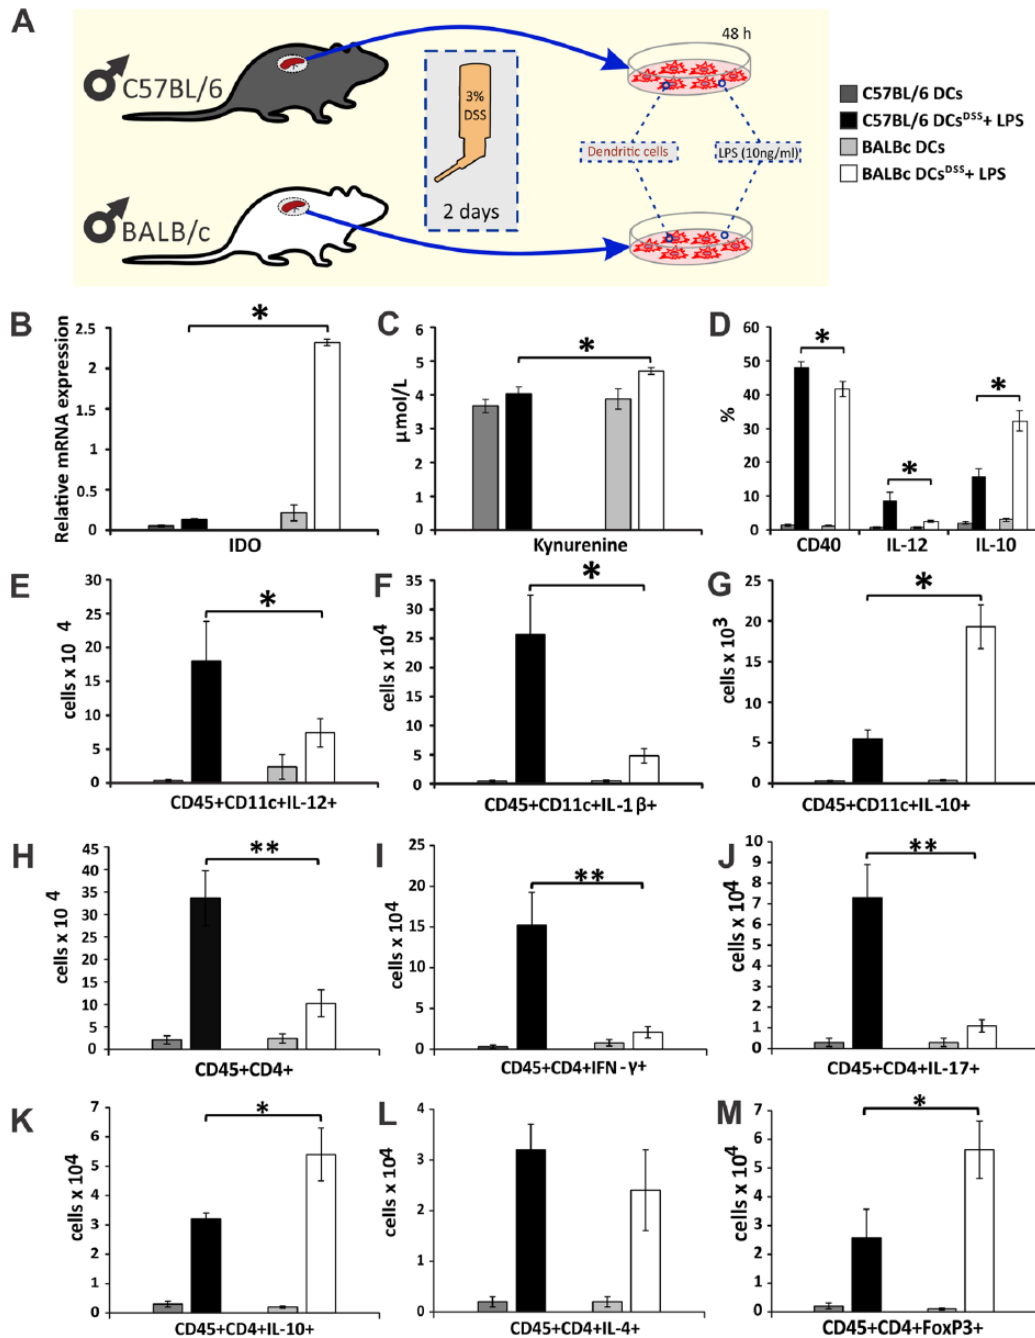 A
C57BL/6
BALB/c
3%
DSS
2 days
48 h
Dendritic cells
LPS (10ng/ml)
C57BL/6 DCs
C57BL/6 DCsDSS+ LPS
BALBc DCs
BALBc DCsDSS+ LPS
B
Relative mRNA expression
2.5
2
1.5
1
0.5
0
*
IDO
C
µmol/L
6
5
4
3
2
1
0
*
Kynurenine
D
%
60
50
40
30
20
10
0
*
*
*
CD40 IL-12 IL-10
E
cells x 10 4
30
25
20
15
10
5
0
*
CD45+CD11c+IL-12+
F
cells x 104
35
30
25
20
15
10
5
0
*
CD45+CD11c+IL-1β+
G
cells x 103
25
20
15
10
5
0
*
CD45+CD11c+IL-10+
H
cells x 10 4
45
40
35
30
25
20
15
10
5
0
**
CD45+CD4+
I
cells x 104
25
20
15
10
5
0
**
CD45+CD4+IFN-γ+
J
cells x 104
10
9
8
7
6
5
4
3
2
1
0
**
CD45+CD4+IL-17+
K
cells x 104
7
6
5
4
3
2
1
0
*
CD45+CD4+IL-10+
L
cells x 104
4
3
2
1
0
CD45+CD4+IL-4+
M
cells x 104
7
6
5
4
3
2
1
0
*
CD45+CD4+FoxP3+